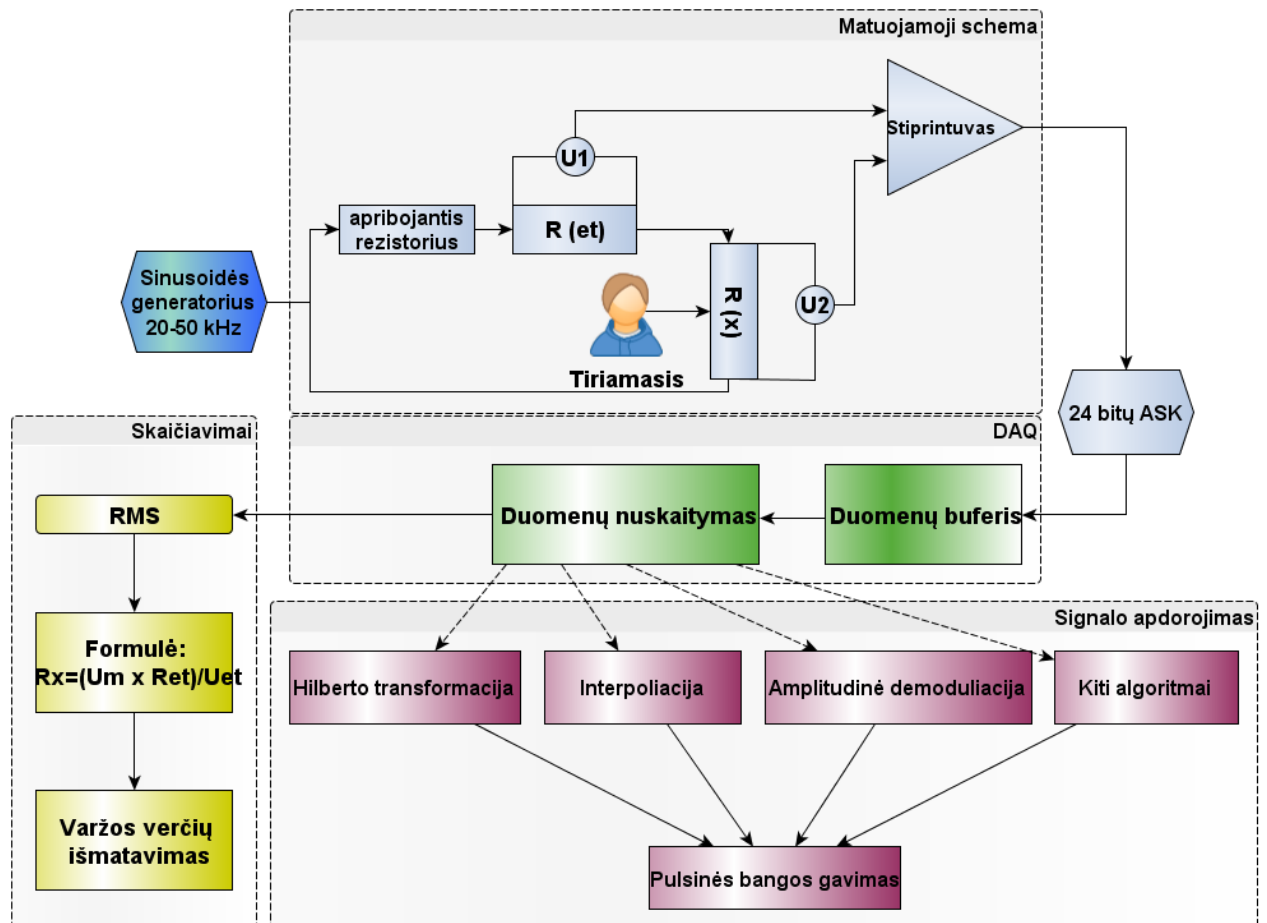 Matuojamoji schema
Stiprintuvas
U1
apribojantis
rezistorius
R (et)
Sinusoidės
generatorius
20-50 kHz
R (x)
U2
Tiriamasis
24 bitų ASK
Skaičiavimai
DAQ
RMS
Duomenų nuskaitymas
Duomenų buferis
Formulė:
Rx=(Um x Ret)/Uet
Varžos verčių
išmatavimas
Signalo apdorojimas
Hilberto transformacija
Interpoliacija
Amplitudinė demoduliacija
Kiti algoritmai
Pulsinės bangos gavimas